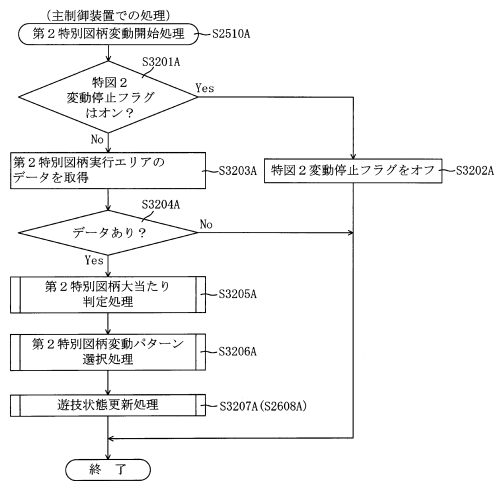 （主制御装置での処理）
第２特別図柄変動開始処理
S2510A
S3201A
特図２
変動停止フラグ
はオン？
Yes
No
第２特別図柄実行エリアの
データを取得
S3203A
特図２変動停止フラグをオフ
S3202A
S3204A
データあり？
No
Yes
第２特別図柄大当たり
判定処理
S3205A
第２特別図柄変動パターン
選択処理
S3206A
遊技状態更新処理
S3207A(S2608A)
終　了